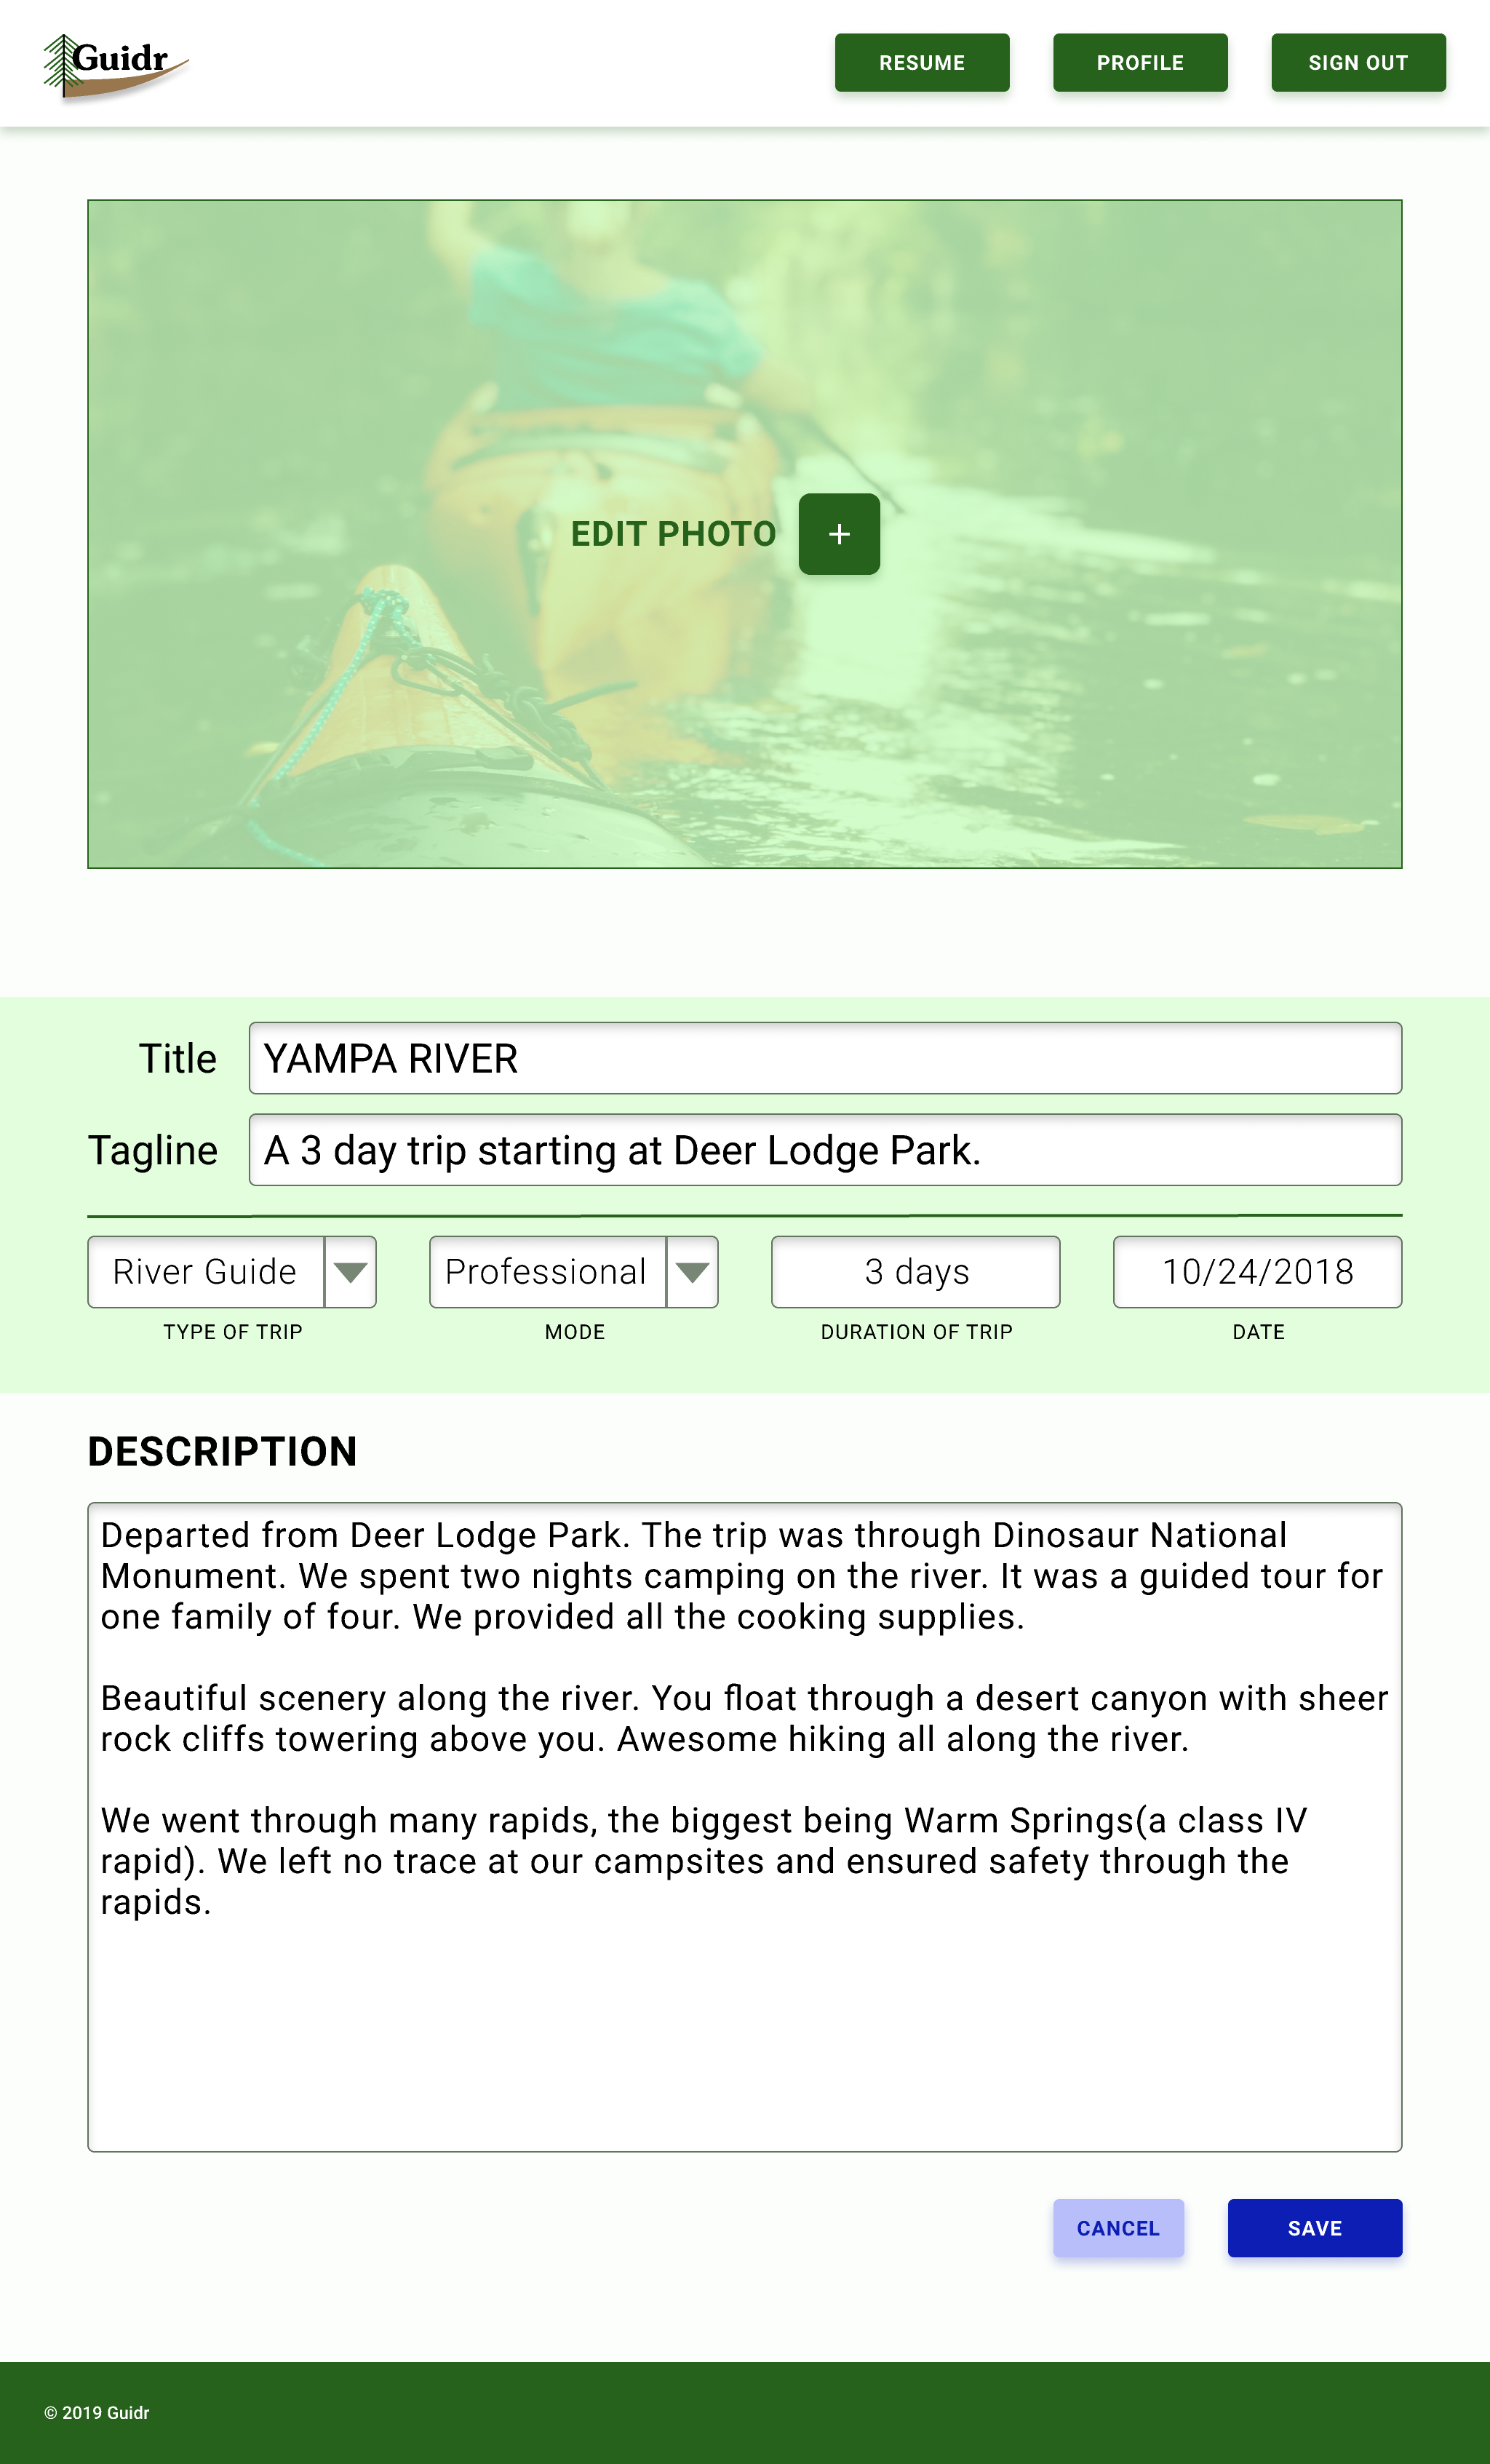 Guidr
RESUME
PROFILE
SIGN OUT
EDIT PHOTO +
Title
YAMPA RIVER
Tagline
A 3 day trip starting at Deer Lodge Park.
River Guide
Professional
3 days
10/24/2018
TYPE OF TRIP
MODE
DURATION OF TRIP
DATE
DESCRIPTION
Departed from Deer Lodge Park. The trip was through Dinosaur National
Monument. We spent two nights camping on the river. It was a guided tour for
one family of four. We provided all the cooking supplies.
Beautiful scenery along the river. You float through a desert canyon with sheer
rock cliffs towering above you. Awesome hiking all along the river.
We went through many rapids, the biggest being Warm Springs(a class IV
rapid). We left no trace at our campsites and ensured safety through the
rapids.
CANCEL
SAVE
© 2019 Guidr